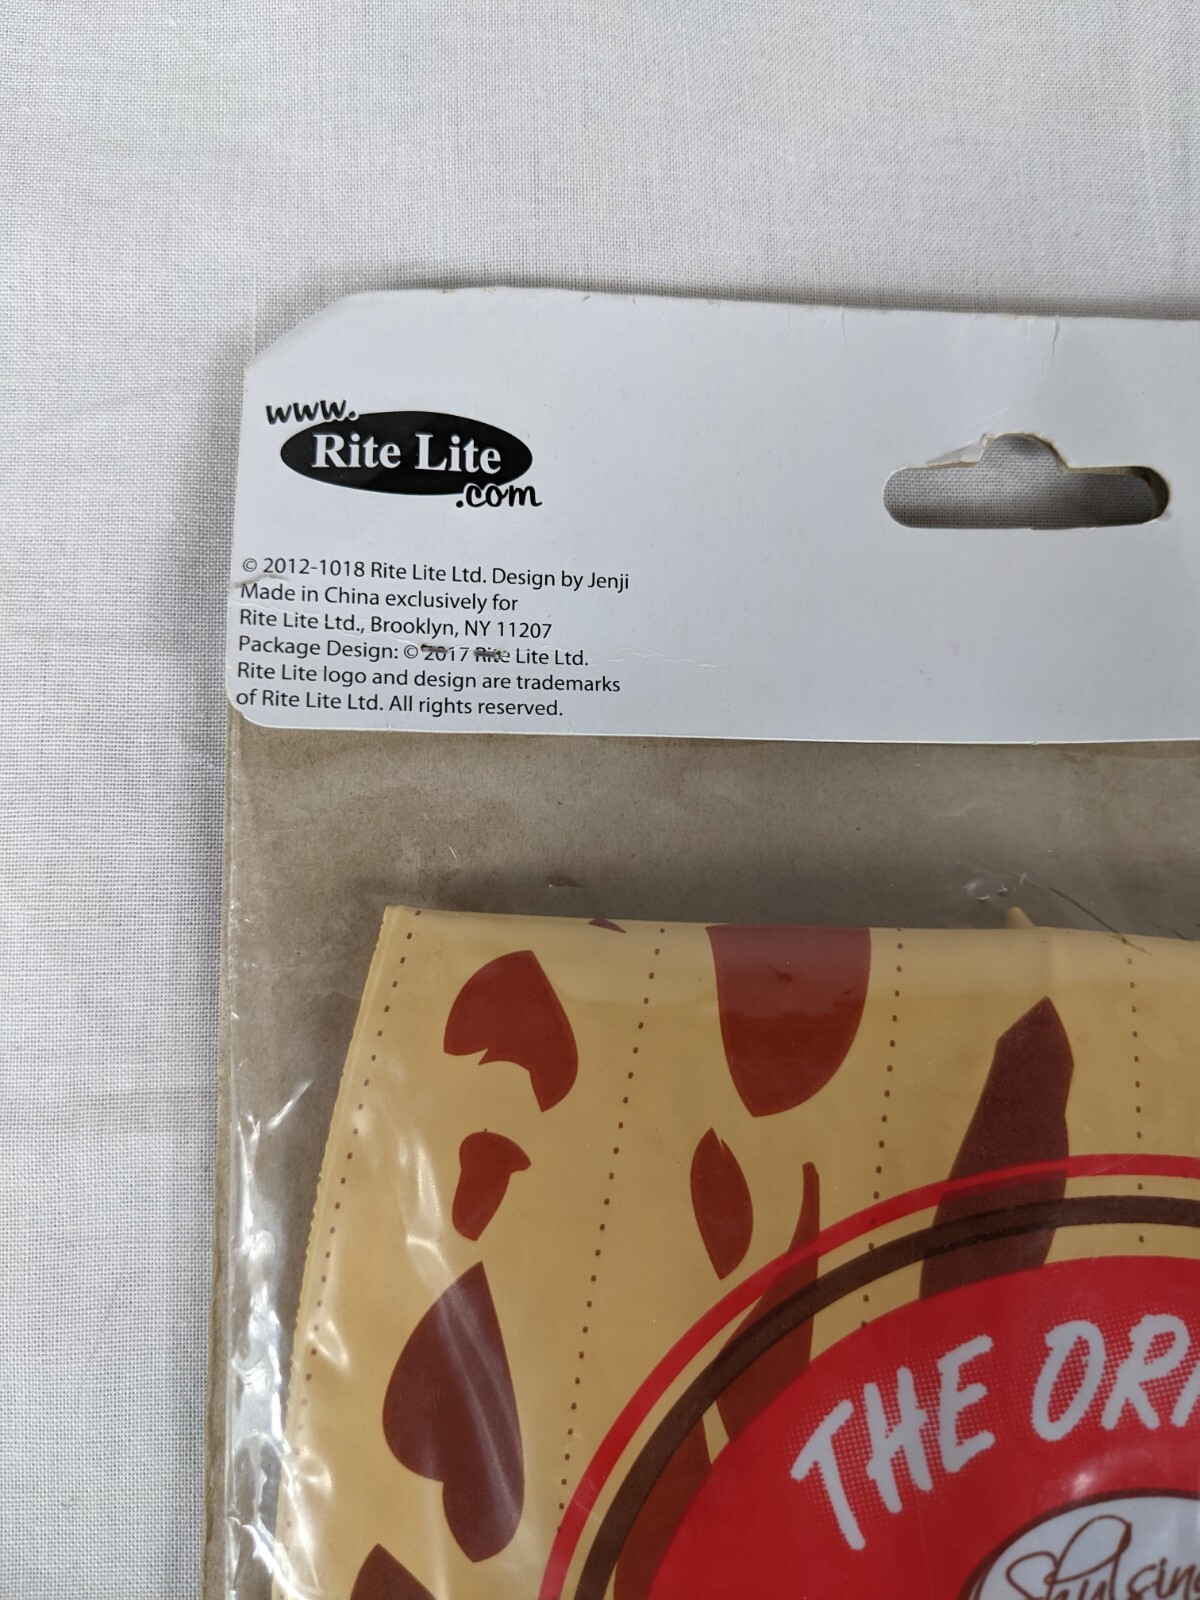 www.
Rite Lite
.com
© 2012-1018 Rite Lite Ltd. Design by Jenji
Made in China exclusively for
Rite Lite Ltd., Brooklyn, NY 11207
Package Design: © 2017 Rite Lite Ltd.
Rite Lite logo and design are trademarks
of Rite Lite Ltd. All rights reserved.
THE ORI